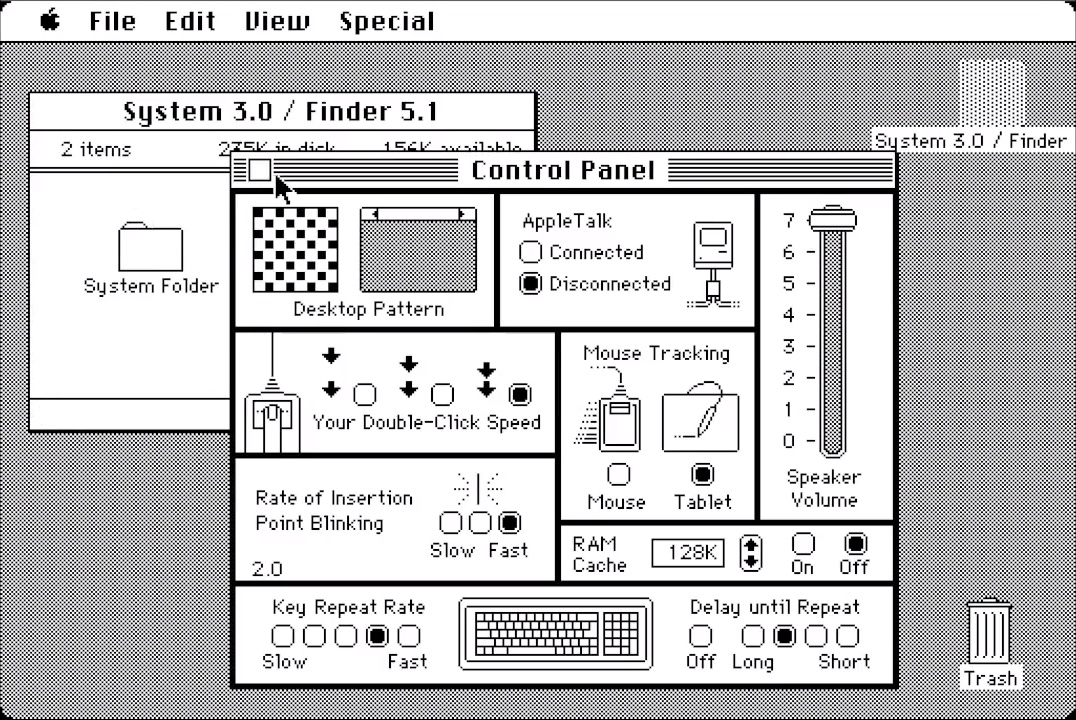 File Edit View Special
System 3.0 / Finder 5.1
2 items 235K in disk 156K available
System 3.0 / Finder
System Folder
Control Panel
Desktop Pattern
AppleTalk
Connected
Disconnected
7
6
5
4
3
2
1
0
Speaker
Volume
Your Double-Click Speed
Mouse Tracking
Mouse Tablet
Rate of Insertion
Point Blinking
Slow Fast
2.0
RAM
Cache
128K
On Off
Key Repeat Rate
Slow Fast
Delay until Repeat
Off Long Short
Trash